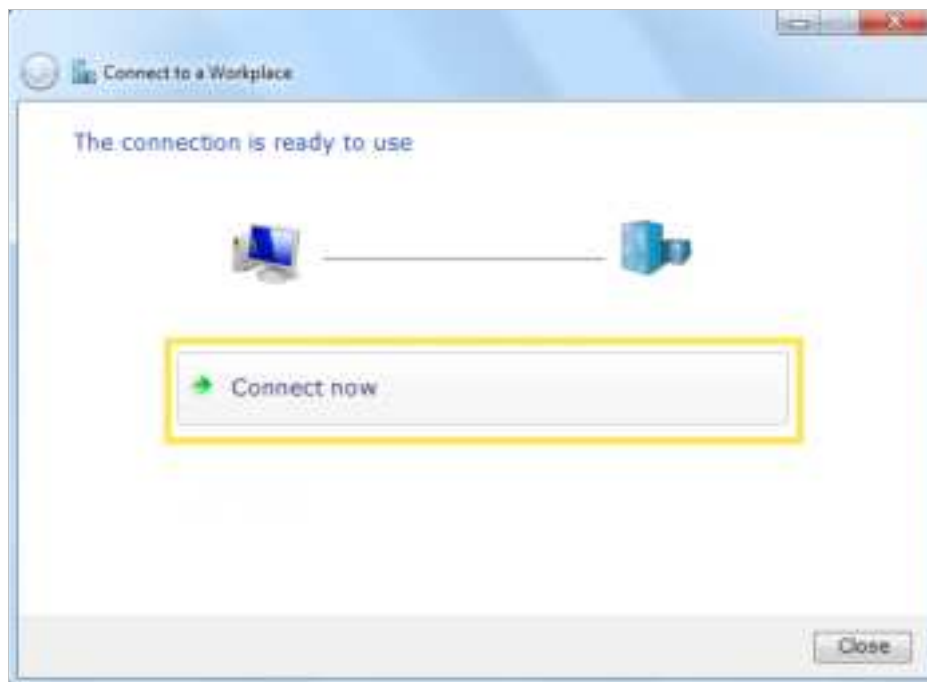 Connect to a Workplace
The connection is ready to use
Connect now
Close